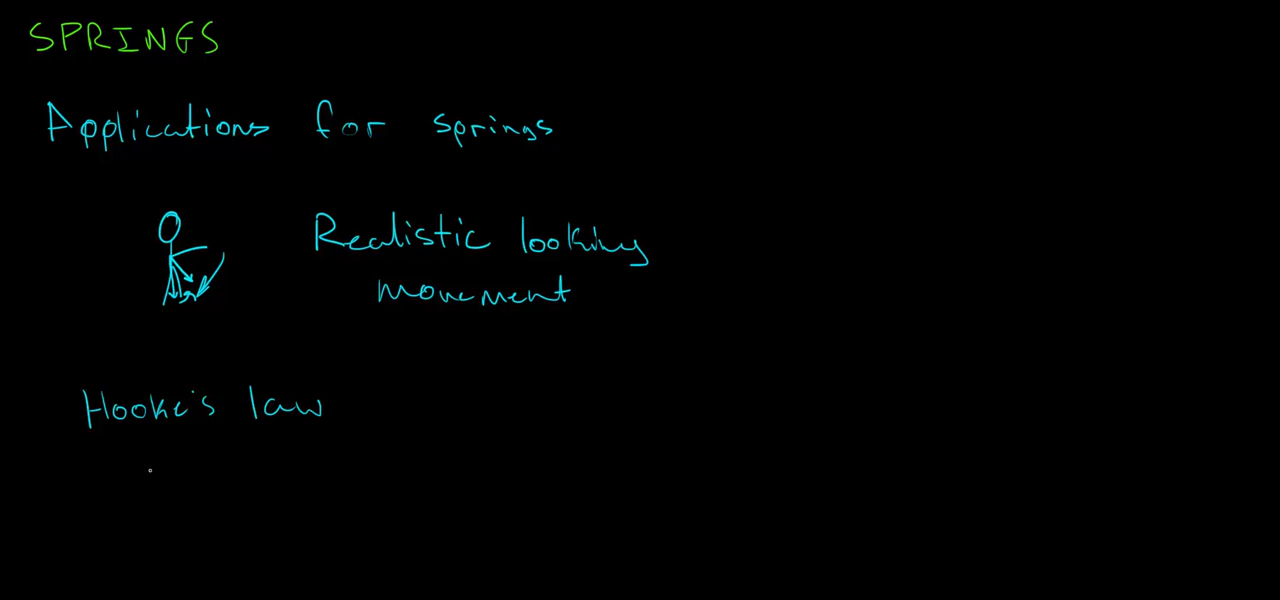 SPRINGS
Applications for springs
Realistic looking
movement
Hooke's law